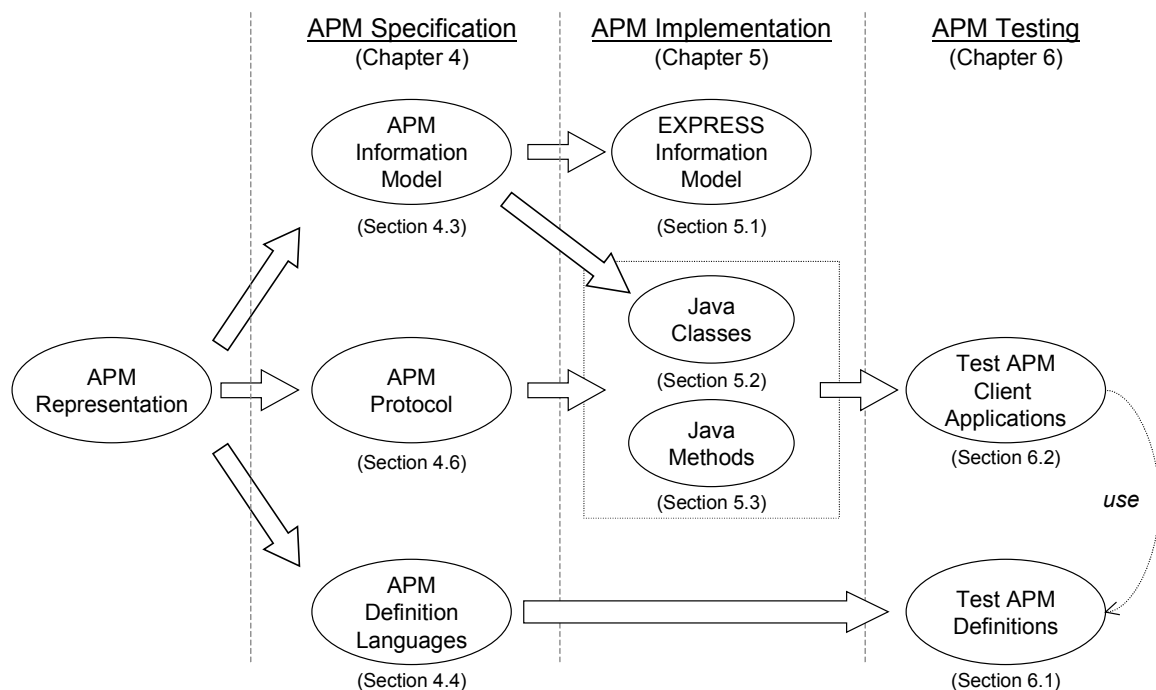 APM Specification
(Chapter 4)
APM Implementation
(Chapter 5)
APM Testing
(Chapter 6)
APM
Information
Model
(Section 4.3)
EXPRESS
Information
Model
(Section 5.1)
Java
Classes
(Section 5.2)
APM
Representation
APM
Protocol
(Section 4.6)
Java
Methods
(Section 5.3)
Test APM
Client
Applications
(Section 6.2)
use
APM
Definition
Languages
(Section 4.4)
Test APM
Definitions
(Section 6.1)